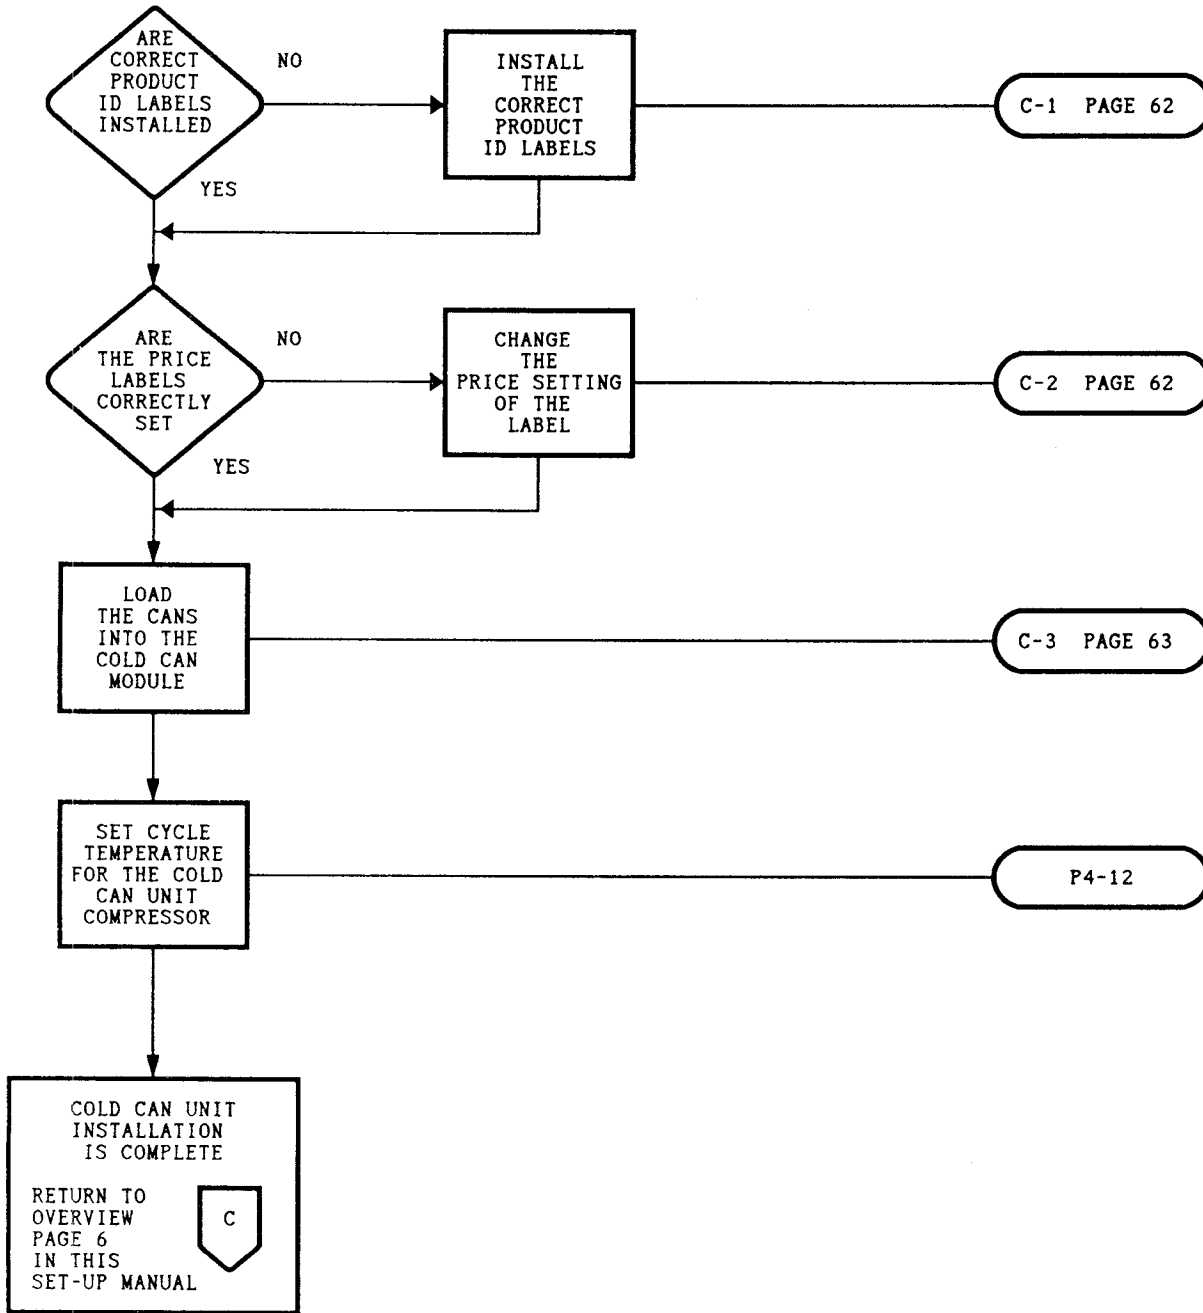 ARE
CORRECT
PRODUCT
ID LABELS
INSTALLED
NO
YES
INSTALL
THE
CORRECT
PRODUCT
ID LABELS
C-1 PAGE 62
ARE
THE PRICE
LABELS
CORRECTLY
SET
NO
YES
CHANGE
THE
PRICE SETTING
OF THE
LABEL
C-2 PAGE 62
LOAD
THE CANS
INTO THE
COLD CAN
MODULE
C-3 PAGE 63
SET CYCLE
TEMPERATURE
FOR THE COLD
CAN UNIT
COMPRESSOR
P4-12
COLD CAN UNIT
INSTALLATION
IS COMPLETE
RETURN TO
OVERVIEW
PAGE 6
IN THIS
SET-UP MANUAL
C